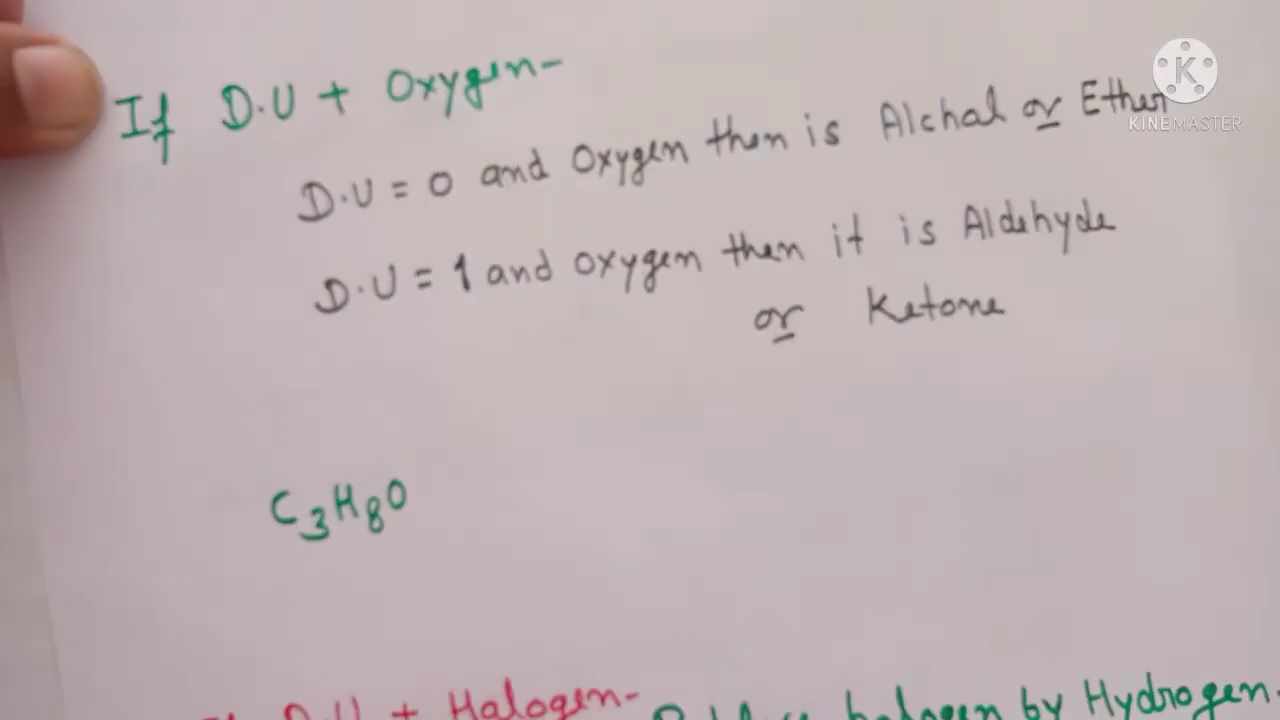 If D.U + Oxygen-
D.U = 0 and Oxygen then is Alchal or Ether
KINEMASTER
D.U = 1 and oxygen then it is Aldehyde
or Ketone
C3H8O
D.U + Halogen- halogen by Hydrogen.